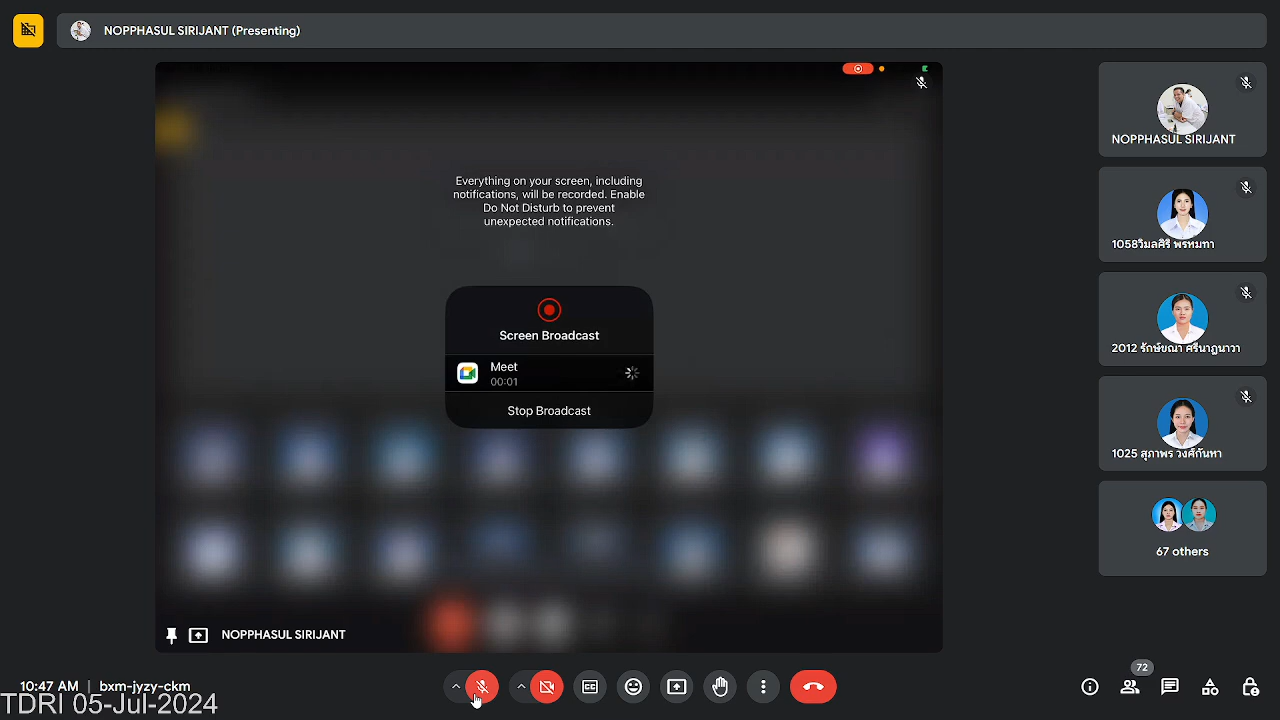 NOPPHASUL SIRIJANT (Presenting)
Everything on your screen, including
notifications, will be recorded. Enable
Do Not Disturb to prevent
unexpected notifications.
Screen Broadcast
Meet
00:01
Stop Broadcast
NOPPHASUL SIRIJANT
NOPPHASUL SIRIJANT
1058วิมลศิริ พรหมทา
2012 รักษ์ขณา ศรีนาฎนาวา
1025 สุภาพร วงศ์กันทา
67 others
72
10:47 AM | bxm-jyzy-ckm
TDRI 05-Jul-2024